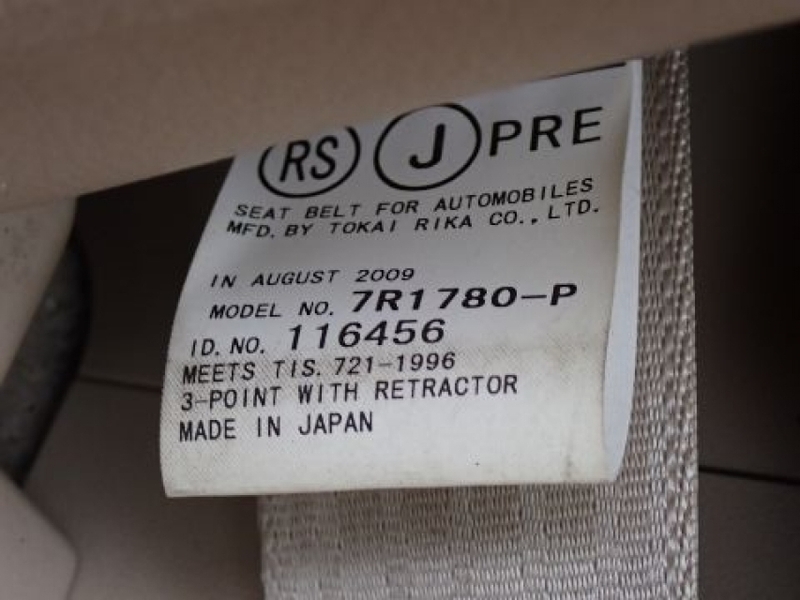 RS J PRE
SEAT BELT FOR AUTOMOBILES
MFD. BY TOKAI RIKA CO., LTD.
IN AUGUST 2009
MODEL NO. 7R1780-P
ID. NO. 116456
MEETS TIS. 721-1996
3-POINT WITH RETRACTOR
MADE IN JAPAN